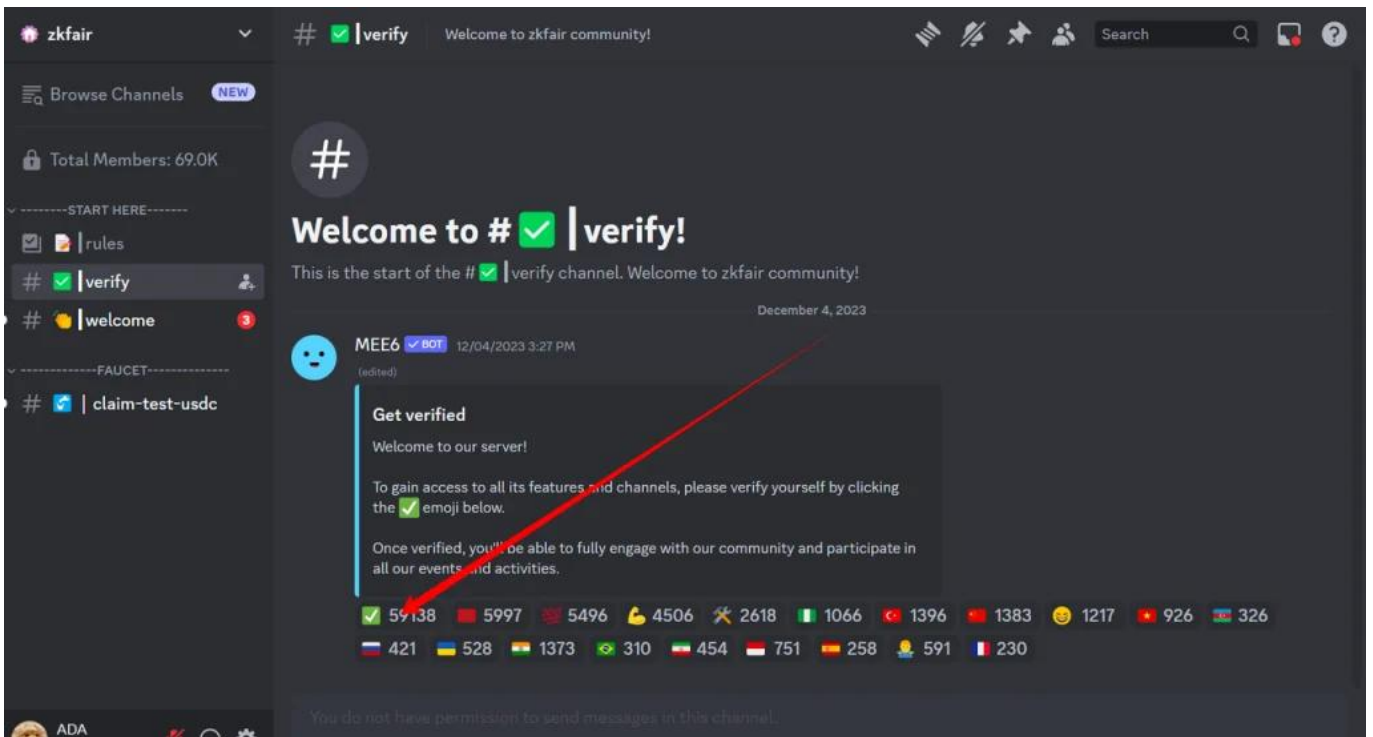 zkfair
verify
Welcome to zkfair community!
Search
Browse Channels
NEW
Total Members: 69.0K
#
--------START HERE-------
rules
Welcome to # ✅ |verify!
# ✅ |verify
This is the start of the # ✅ |verify channel. Welcome to zkfair community!
# 👏 |welcome
3
December 4, 2023
MEE6 ✓ BOT 12/04/2023 3:27 PM
(edited)
-------------FAUCET--------------
# | claim-test-usdc
Get verified
Welcome to our server!
To gain access to all its features and channels, please verify yourself by clicking
the ✅ emoji below.
Once verified, you'll be able to fully engage with our community and participate in
all our events and activities.
✅ 59138 5997 💯 5496 💪 4506 🛠 2618 🇳🇬 1066 🇹🇷 1396 🇨🇳 1383 😄 1217 🇻🇳 926 🇦🇿 326
🇷🇺 421 🇺🇦 528 🇮🇳 1373 🇧🇷 310 🇮🇷 454 🇮🇩 751 🇪🇸 258 591 🇫🇷 230
You do not have permission to send messages in this channel.
ADA